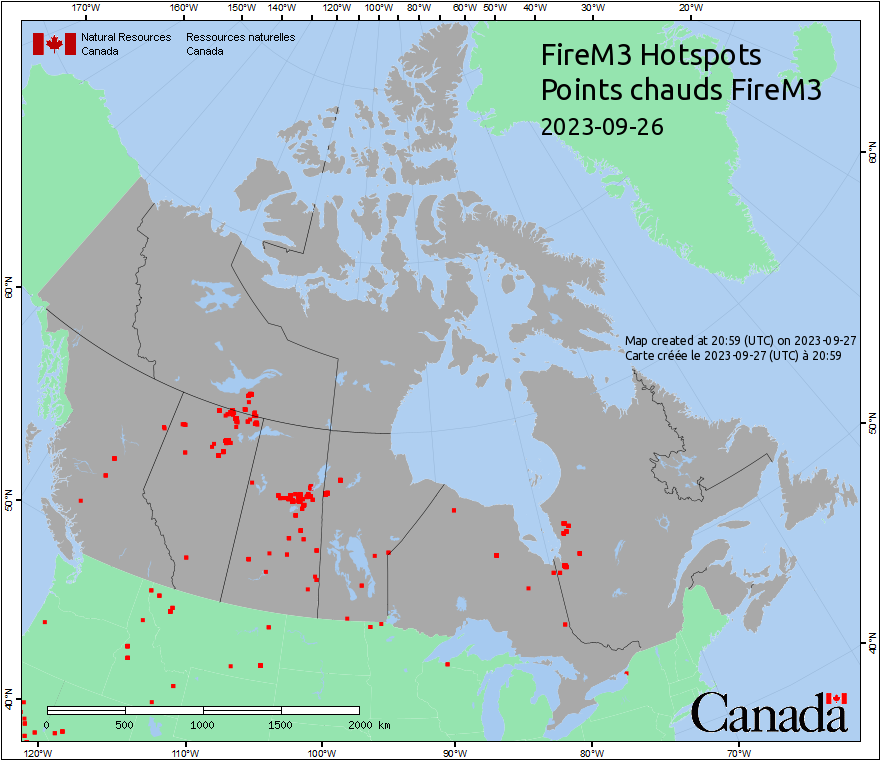 170°W 160°W 150°W 140°W 130°W 120°W 110°W 100°W 90°W 80°W 70°W 60°W 50°W 40°W 30°W 20°W
Natural Resources Canada
Ressources naturelles Canada
FireM3 Hotspots
Points chauds FireM3
2023-09-26
60°N
60°N
Map created at 20:59 (UTC) on 2023-09-27
Carte créée le 2023-09-27 (UTC) à 20:59
50°N
50°N
40°N
40°N
Canada
0 500 1000 1500 2000 km
120°W 110°W 100°W 90°W 80°W 70°W